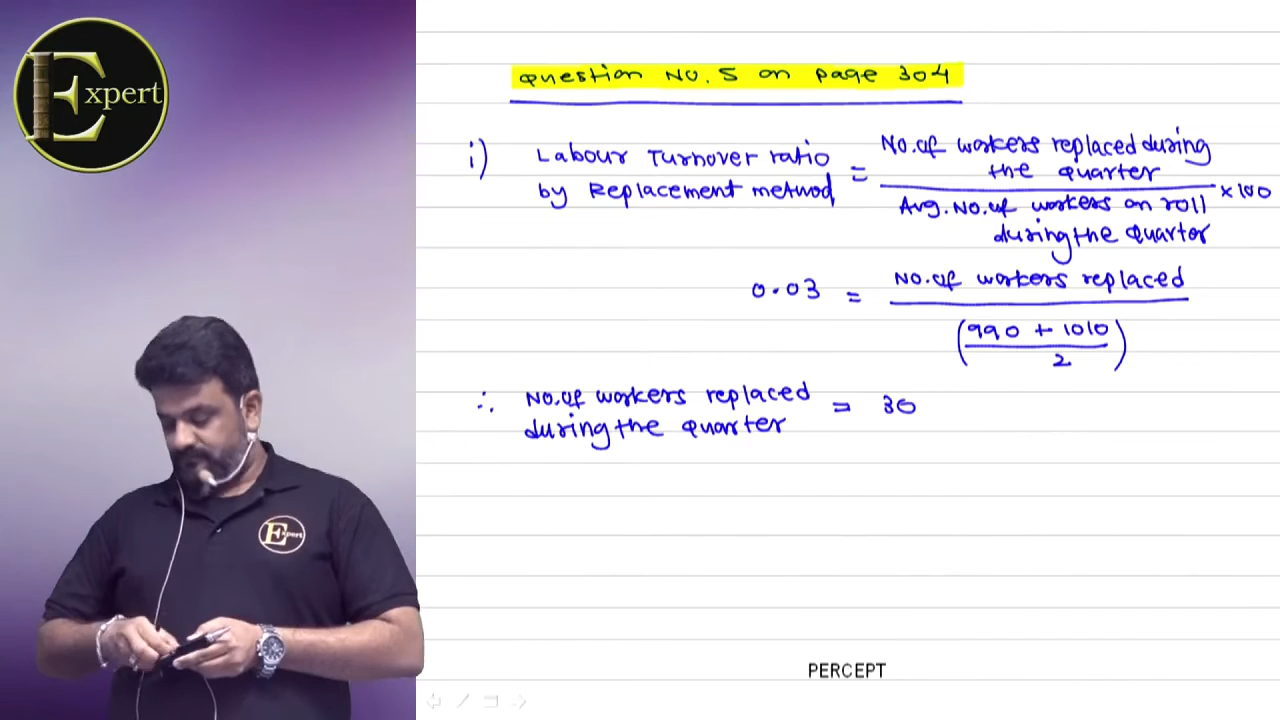 Expert
Question No. 5 on page 304
i) Labour Turnover ratio by Replacement method = No. of workers replaced during the quarter / Avg. No. of workers on roll during the quarter × 100
0.03 = No. of workers replaced / (990 + 1010 / 2)
∴ No. of workers replaced during the quarter = 30
Expert
PERCEPT